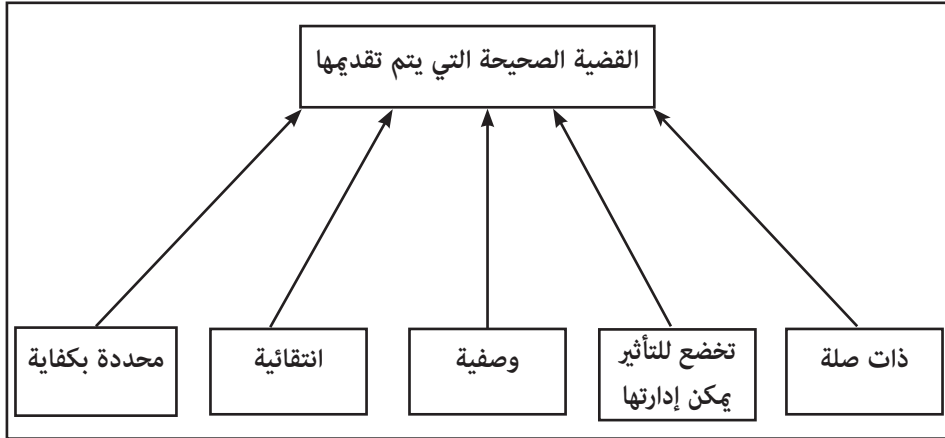 القضية الصحيحة التي يتم تقديمها
ذات صلة
تخضع للتأثير
يمكن إدارتها
وصفية
انتقائية
محددة بكفاية